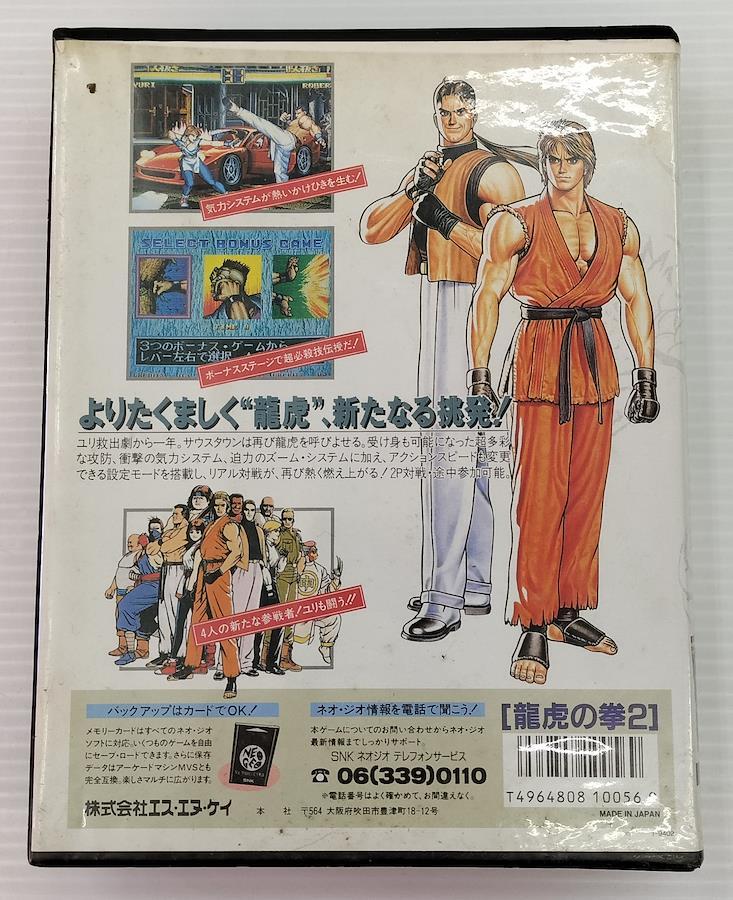 YURI
ROBER
気力システムが熱いかけひきを生む!
SELECT BONUS GAME
3つのボーナス・ゲームから
レバー左右で選択
ボーナスステージで超必殺技伝授だ!
よりたくましく“龍虎”、新たなる挑発!
ユリ救出劇から一年。サウスタウンは再び龍虎を呼びよせる。受け身も可能になった超多彩
な攻防、衝撃の気力システム、迫力のズーム・システムに加え、アクションスピードも変更
できる設定モードを搭載し、リアル対戦が、再び熱く燃え上がる!2P対戦・途中参加可能。
4人の新たな参戦者!ユリも闘う!!
バックアップはカードでOK!
メモリーカードはすべてのネオ・ジオ
ソフトに対応。いくつものゲームを自由
にセーブ・ロードできます。さらに保存
データはアーケードマシンMVSとも
完全互換。楽しさマルチに広がります。
NEO
GEO
SNK
ネオ・ジオ情報を電話で聞こう!
本ゲームについてのお問い合わせからネオ・ジオ
最新情報までしっかりサポート。
SNK ネオジオ テレフォンサービス
☎06(339)0110
※電話番号はよく確かめて、お間違えなく。
[龍虎の拳2]
T4964808 10056
MADE IN JAPAN
株式会社エス・エヌ・ケイ 本 社 〒564 大阪府吹田市豊津町18-12号
T-9402